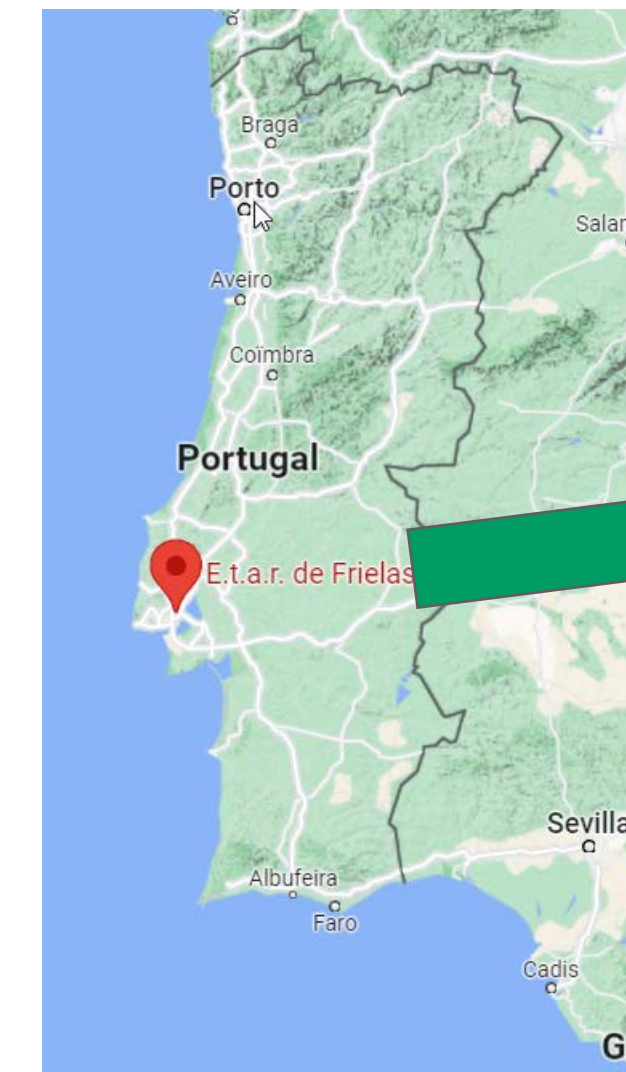 Braga
Porto
Salar
Aveiro
Coïmbra
Portugal
E.t.a.r. de Frielas
Sevilla
Albufeira
Faro
Cadis
G